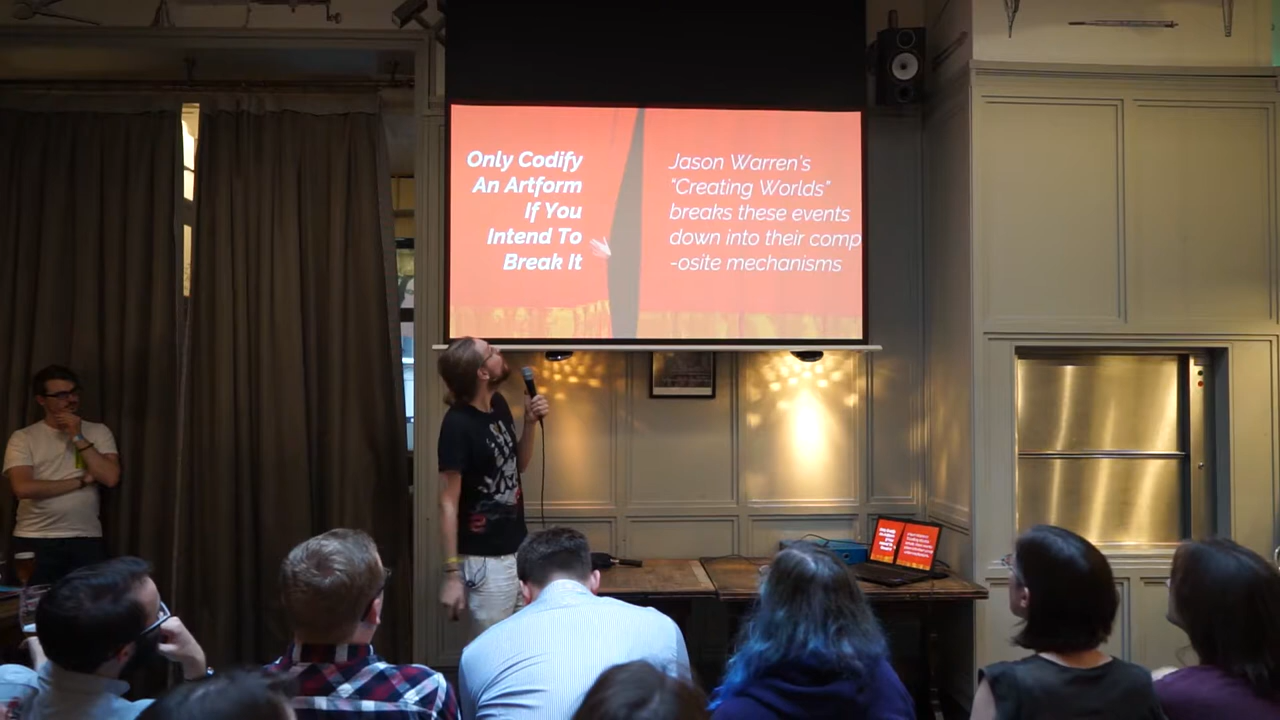 Only Codify
An Artform
If You
Intend To
Break It
Jason Warren's
"Creating Worlds"
breaks these events
down into their comp
-osite mechanisms